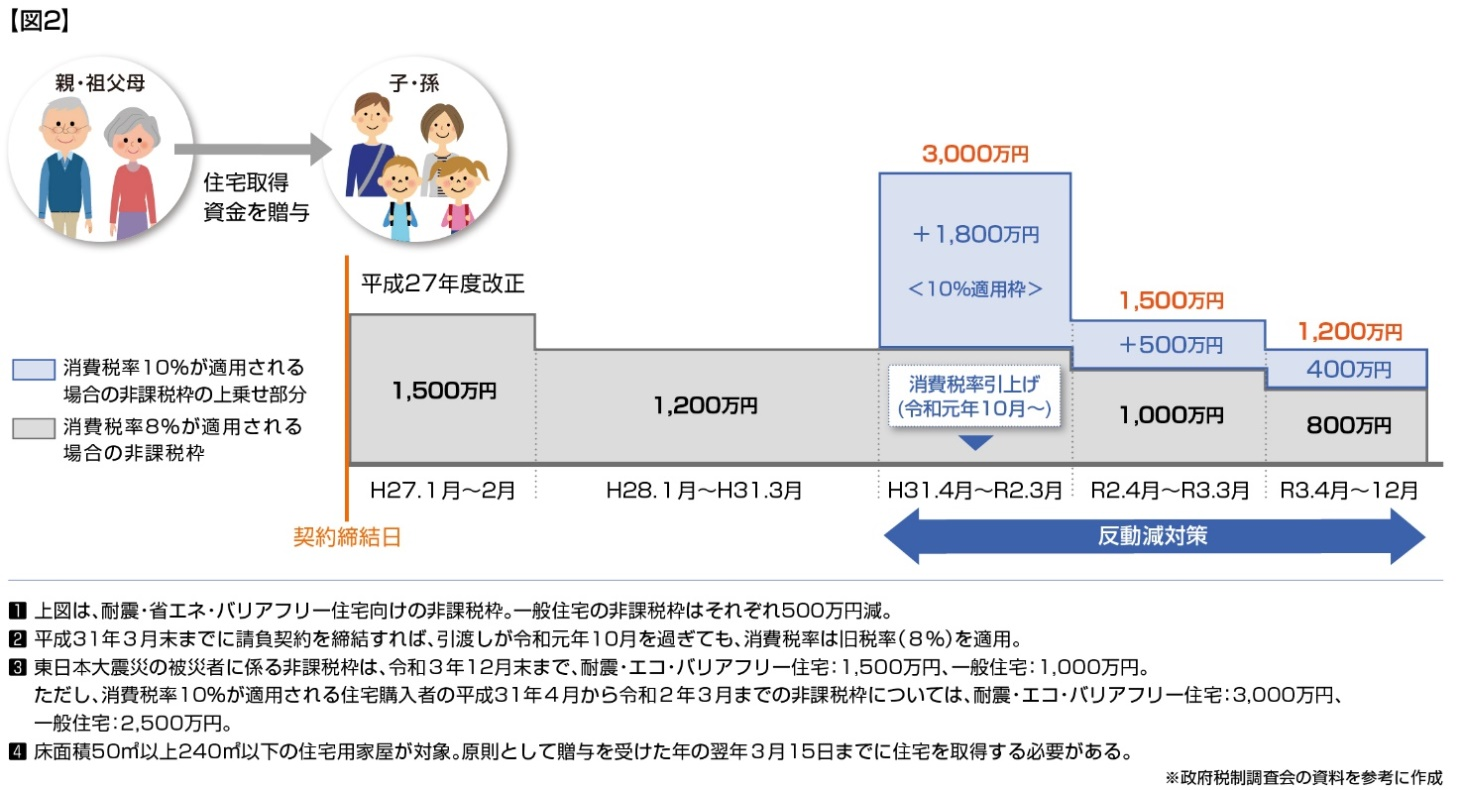 【図2】
親・祖父母
子・孫
住宅取得
資金を贈与
平成27年度改正
3,000万円
+1,800万円
<10%適用枠>
1,500万円
+500万円
1,200万円
400万円
消費税率10%が適用される
場合の非課税枠の上乗せ部分
消費税率8%が適用される
場合の非課税枠
1,500万円
1,200万円
消費税率引上げ
(令和元年10月〜)
1,000万円
800万円
H27.1月〜2月
H28.1月〜H31.3月
H31.4月〜R2.3月
R2.4月〜R3.3月
R3.4月〜12月
契約締結日
反動減対策
1 上図は、耐震・省エネ・バリアフリー住宅向けの非課税枠。一般住宅の非課税枠はそれぞれ500万円減。
2 平成31年3月末までに請負契約を締結すれば、引渡しが令和元年10月を過ぎても、消費税率は旧税率(8%)を適用。
3 東日本大震災の被災者に係る非課税枠は、令和3年12月末まで、耐震・エコ・バリアフリー住宅:1,500万円、一般住宅:1,000万円。
ただし、消費税率10%が適用される住宅購入者の平成31年4月から令和2年3月までの非課税枠については、耐震・エコ・バリアフリー住宅:3,000万円、
一般住宅:2,500万円。
4 床面積50㎡以上240㎡以下の住宅用家屋が対象。原則として贈与を受けた年の翌年3月15日までに住宅を取得する必要がある。
※政府税制調査会の資料を参考に作成